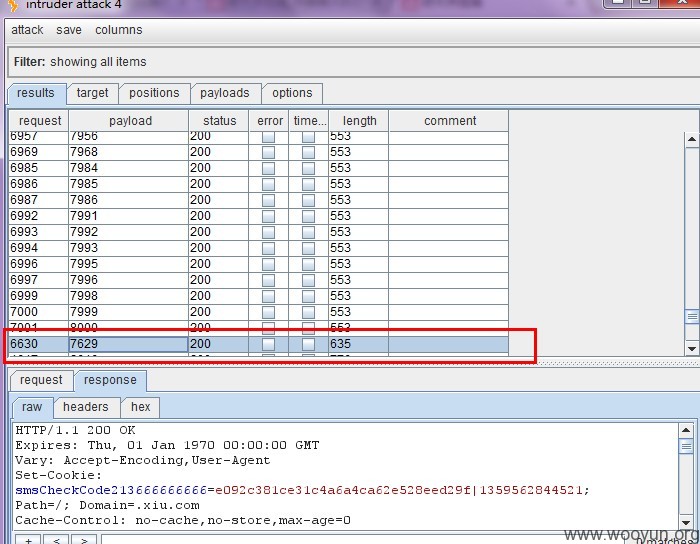 intruder attack 4
attack save columns
Filter: showing all items
results target positions payloads options
request payload status error time... length comment
6957 7956 200 553
6969 7968 200 553
6985 7984 200 553
6986 7985 200 553
6987 7986 200 553
6992 7991 200 553
6993 7992 200 553
6994 7993 200 553
6996 7995 200 553
6997 7996 200 553
6999 7998 200 553
7000 7999 200 553
7001 8000 200 553
6630 7629 200 635
request response
raw headers hex
HTTP/1.1 200 OK
Expires: Thu, 01 Jan 1970 00:00:00 GMT
Vary: Accept-Encoding,User-Agent
Set-Cookie:
smsCheckCode213666666666=e092c381ce31c4a6a4ca62e528eed29f|1359562844521;
Path=/; Domain=.xiu.com
Cache-Control: no-cache,no-store,max-age=0
+ < > 0 matches
www.wooyun.org